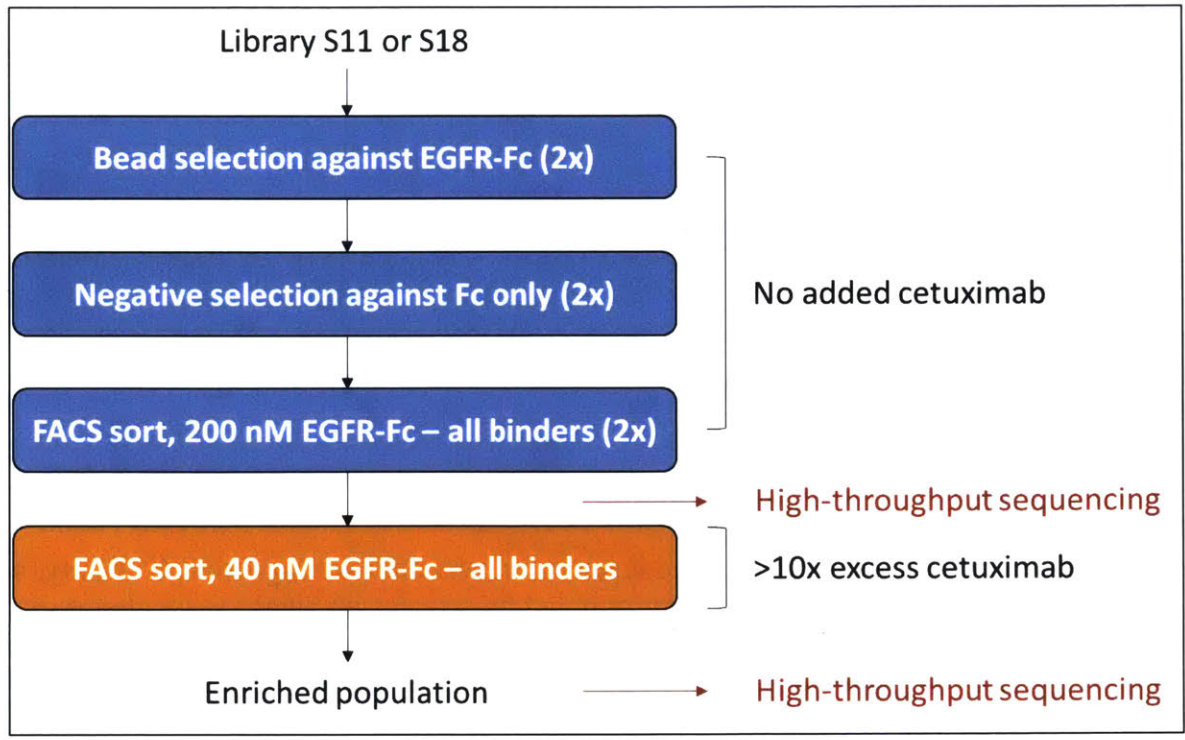 Library S11 or S18
Bead selection against EGFR-Fc (2x)
Negative selection against Fc only (2x)
No added cetuximab
FACS sort, 200 nM EGFR-Fc – all binders (2x)
High-throughput sequencing
FACS sort, 40 nM EGFR-Fc – all binders
>10x excess cetuximab
Enriched population
High-throughput sequencing